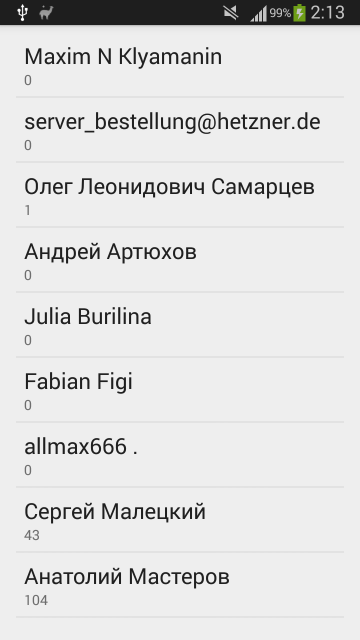 99% 2:13
Maxim N Klyamanin
0
server_bestellung@hetzner.de
0
Олег Леонидович Самарцев
1
Андрей Артюхов
0
Julia Burilina
0
Fabian Figi
0
allmax666 .
0
Сергей Малецкий
43
Анатолий Мастеров
104